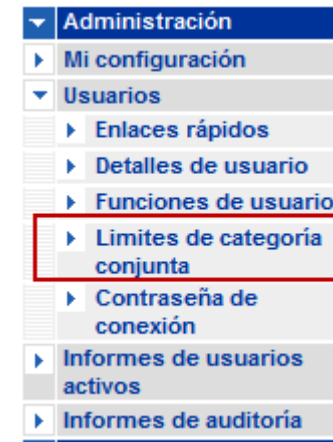 Administración
Mi configuración
Usuarios
Enlaces rápidos
Detalles de usuario
Funciones de usuario
Limites de categoría
conjunta
Contraseña de
conexión
Informes de usuarios
activos
Informes de auditoría